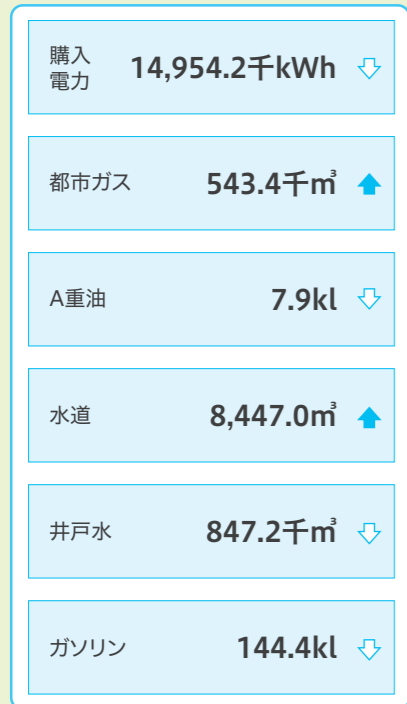 購入
電力 14,954.2千kWh
都市ガス 543.4千㎥
A重油 7.9kl
水道 8,447.0㎥
井戸水 847.2千㎥
ガソリン 144.4kl